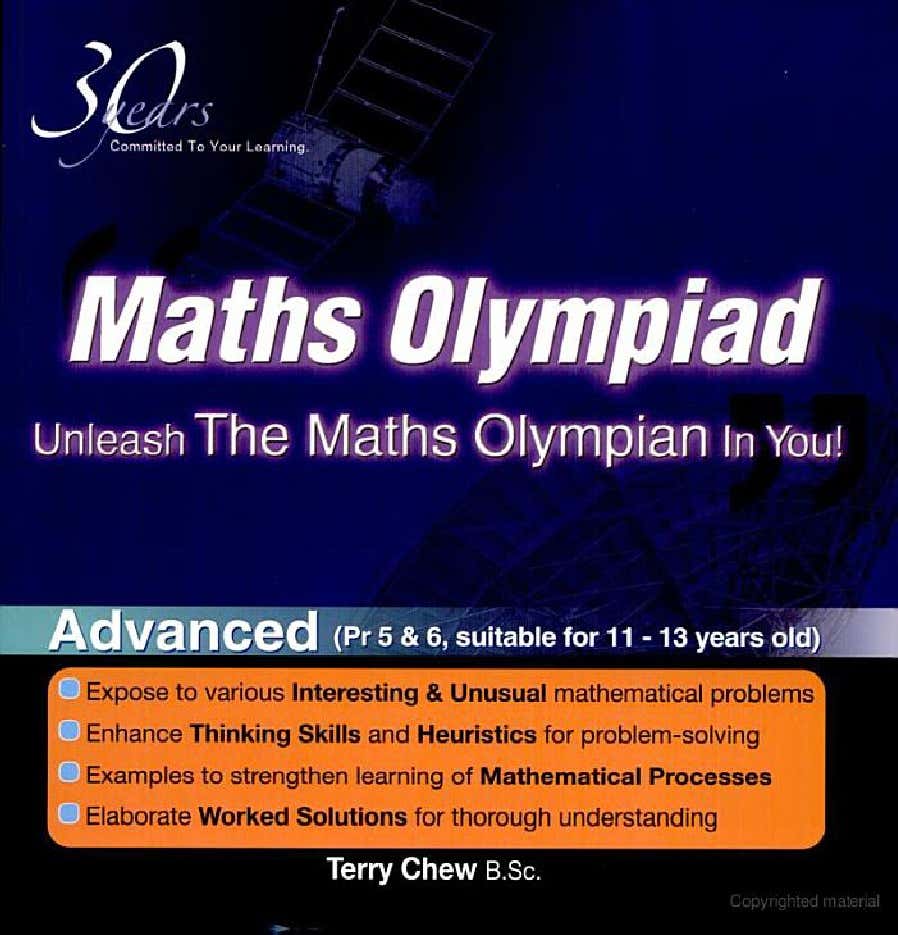 30 years
Committed To Your Learning.
Maths Olympiad
Unleash The Maths Olympian In You!
Advanced (Pr 5 & 6, suitable for 11 - 13 years old)
Expose to various Interesting & Unusual mathematical problems
Enhance Thinking Skills and Heuristics for problem-solving
Examples to strengthen learning of Mathematical Processes
Elaborate Worked Solutions for thorough understanding
Terry Chew B.Sc.
Copyrighted material